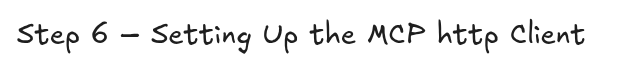 Step 6 – Setting Up the MCP http Client